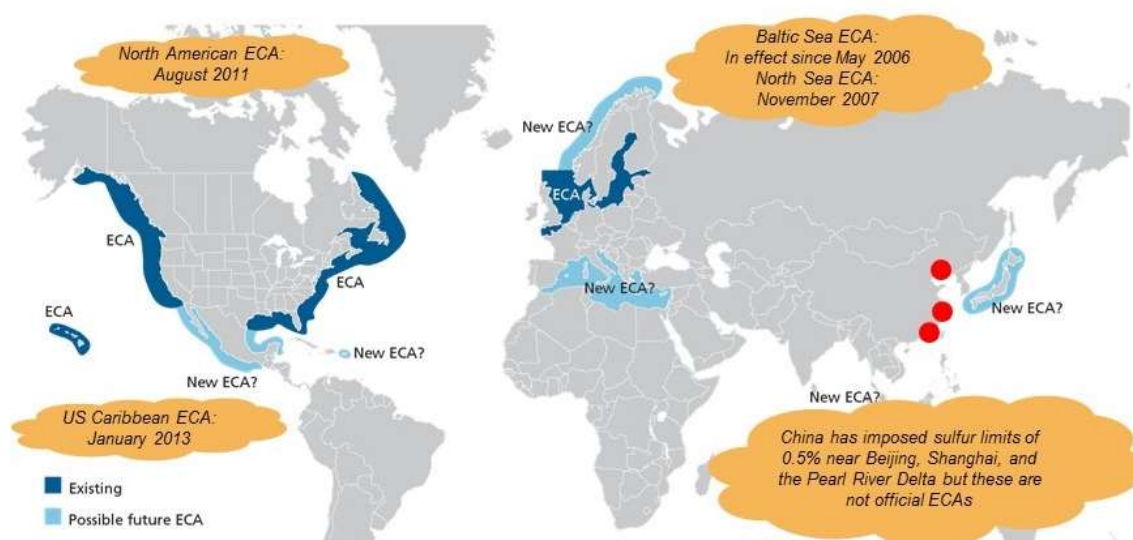 North American ECA:
August 2011
Baltic Sea ECA:
In effect since May 2006
North Sea ECA:
November 2007
New ECA?
ECA
ECA
ECA
ECA
New ECA?
New ECA?
New ECA?
New ECA?
New ECA?
US Caribbean ECA:
January 2013
China has imposed sulfur limits of
0.5% near Beijing, Shanghai, and
the Pearl River Delta but these are
not official ECAs
Existing
Possible future ECA